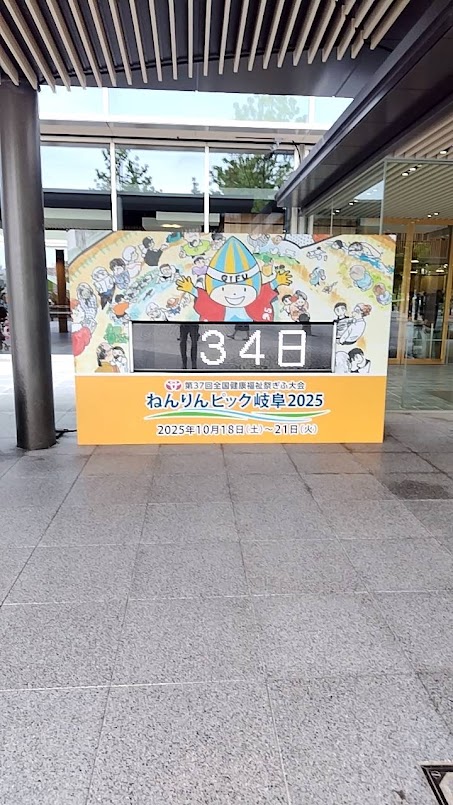 GIFU
34日
第37回全国健康福祉祭ぎふ大会
ねんりんピック岐阜2025
2025年10月18日(土)~21日(火)